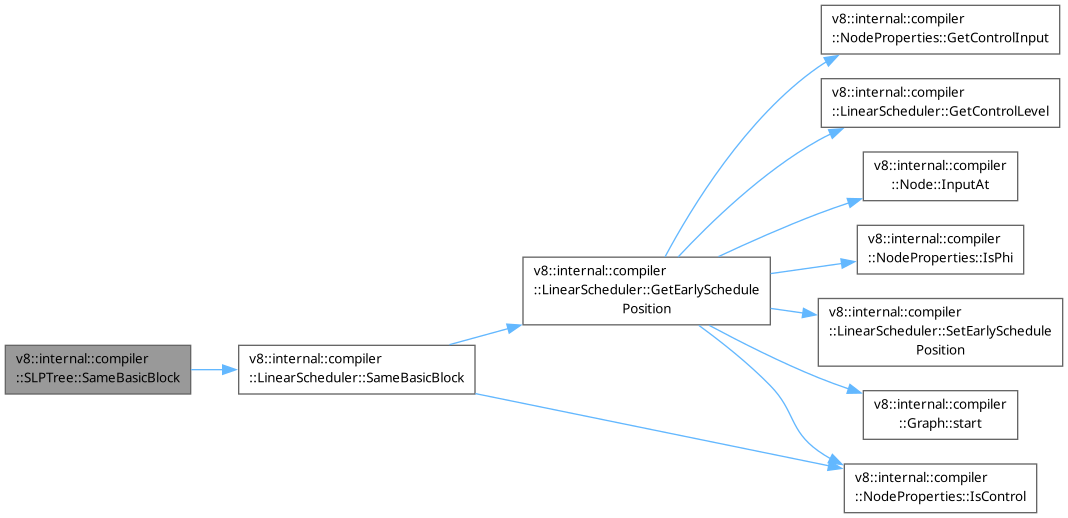 v8::internal::compiler
::SLPTree::SameBasicBlock
v8::internal::compiler
::LinearScheduler::SameBasicBlock
v8::internal::compiler
::LinearScheduler::GetEarlySchedule
Position
v8::internal::compiler
::NodeProperties::GetControlInput
v8::internal::compiler
::LinearScheduler::GetControlLevel
v8::internal::compiler
::Node::InputAt
v8::internal::compiler
::NodeProperties::IsPhi
v8::internal::compiler
::LinearScheduler::SetEarlySchedule
Position
v8::internal::compiler
::Graph::start
v8::internal::compiler
::NodeProperties::IsControl